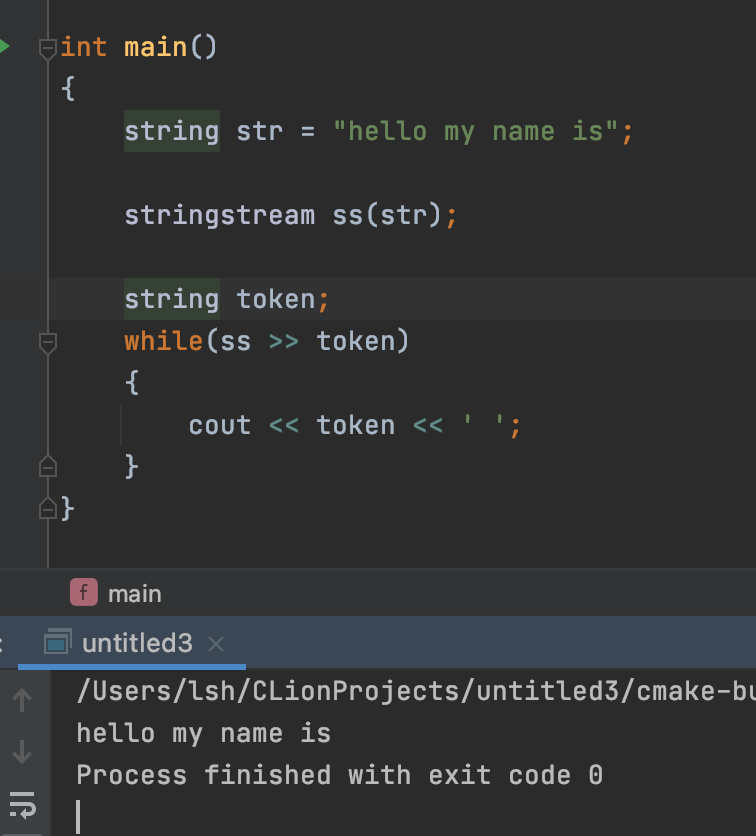 int main()
{
    string str = "hello my name is";
    stringstream ss(str);
    string token;
    while(ss >> token)
    {
        cout << token << ' ';
    }
}
f main
: untitled3 ×
/Users/lsh/CLionProjects/untitled3/cmake-bu
hello my name is
Process finished with exit code 0